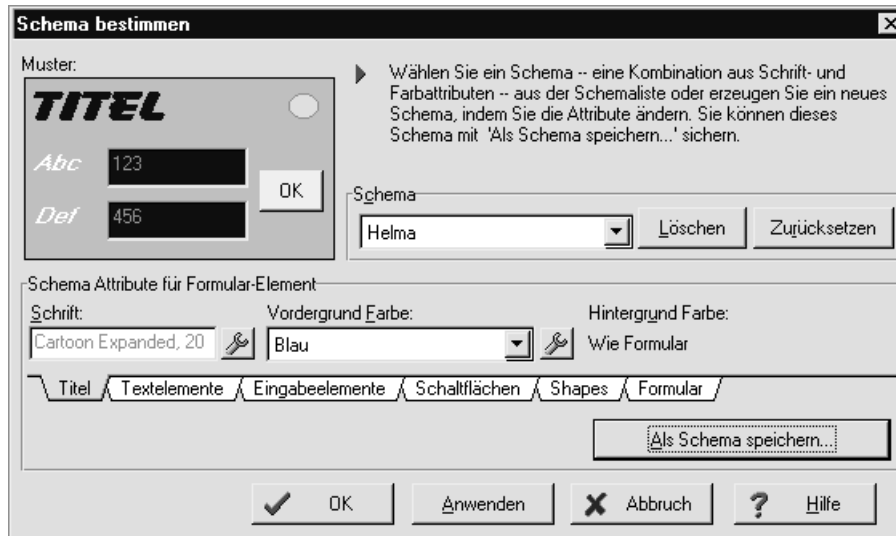 Schema bestimmen
Muster:
TITEL
Abc 123
Def 456
OK
Wählen Sie ein Schema -- eine Kombination aus Schrift- und
Farbattributen -- aus der Schemaliste oder erzeugen Sie ein neues
Schema, indem Sie die Attribute ändern. Sie können dieses
Schema mit 'Als Schema speichern...' sichern.
Schema
Helma Löschen Zurücksetzen
Schema Attribute für Formular-Element
Schrift: Vordergrund Farbe: Hintergrund Farbe:
Cartoon Expanded, 20 Blau Wie Formular
Titel Textelemente Eingabeelemente Schaltflächen Shapes Formular
Als Schema speichern...
OK Anwenden Abbruch Hilfe